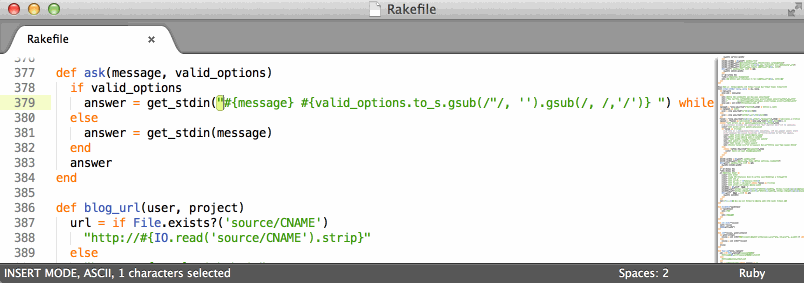 Rakefile
Rakefile ×
376
377 def ask(message, valid_options)
378 if valid_options
379 answer = get_stdin("#{message} #{valid_options.to_s.gsub(/"/, '').gsub(/, /,'/')} ") while
380 else
381 answer = get_stdin(message)
382 end
383 answer
384 end
385
386 def blog_url(user, project)
387 url = if File.exists?('source/CNAME')
388 "http://#{IO.read('source/CNAME').strip}"
389 else
INSERT MODE, ASCII, 1 characters selected Spaces: 2 Ruby